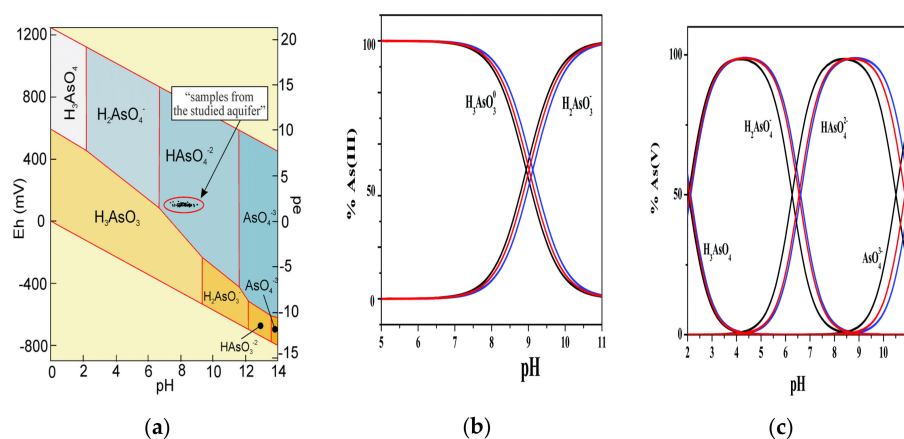 Eh (mV)
1200
800
400
0
-400
-800
H₃AsO₄
H₂AsO₄⁻
"samples from
the studied aquifer"
HAsO₄⁻²
AsO₄⁻³
H₃AsO₃
H₂AsO₃⁻
AsO₄⁻³
HAsO₃⁻²
20
15
10
5
0
-5
-10
-15
pe
0 2 4 6 8 10 12 14
pH
(a)
% As(III)
100
50
0
H₃AsO₃⁰
H₂AsO₃⁻
5 6 7 8 9 10 11
pH
(b)
% As(V)
100
50
0
H₂AsO₄⁻
HAsO₄²⁻
H₃AsO₄
AsO₄³⁻
2 3 4 5 6 7 8 9 10
pH
(c)